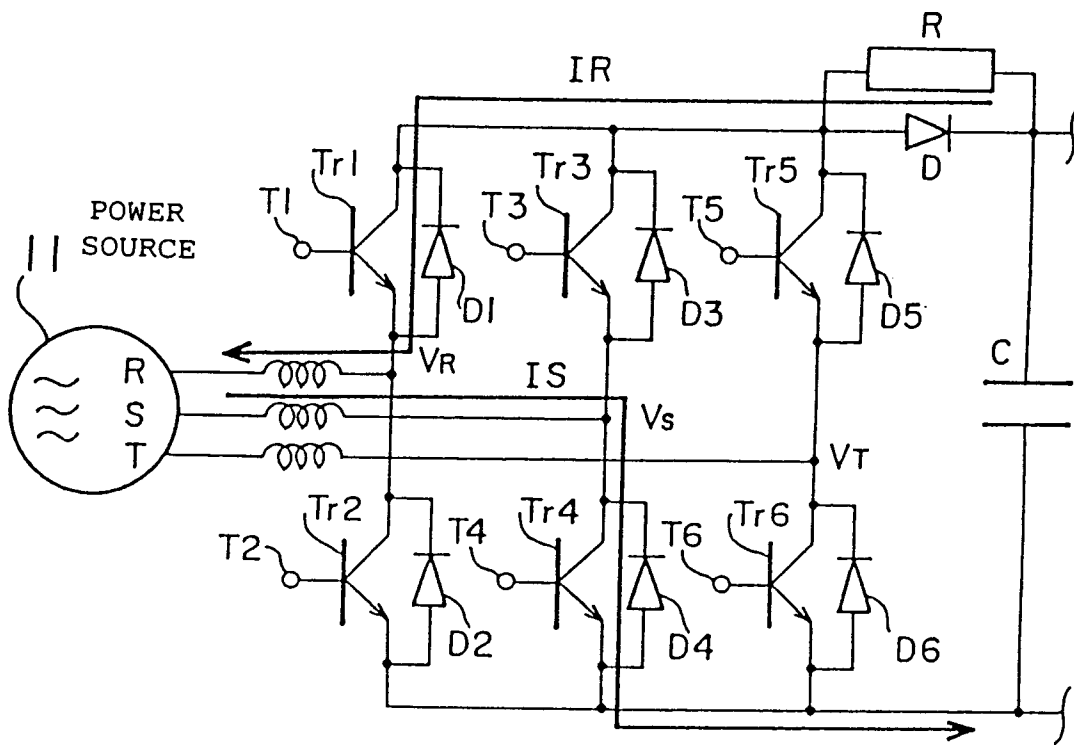 R
IR
D
Tr1
Tr3
Tr5
T1
T3
T5
POWER
SOURCE
11
D1
D3
D5
R
S
T
VR
IS
VS
VT
C
Tr2
Tr4
Tr6
T2
T4
T6
D2
D4
D6